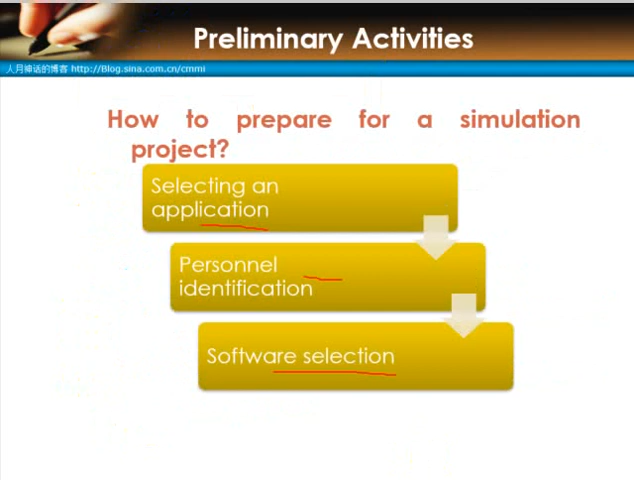 Preliminary Activities
人月神话的博客 http://Blog.sina.com.cn/cmmi
How to prepare for a simulation
project?
Selecting an
application
Personnel
identification
Software selection